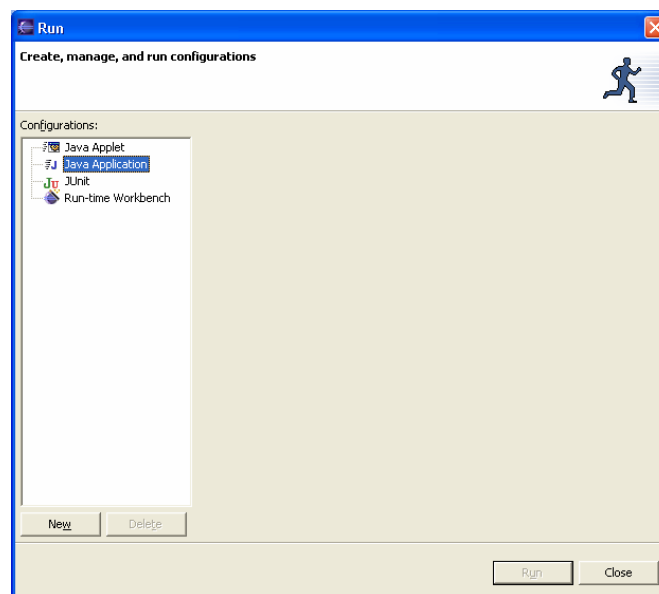 Run
Create, manage, and run configurations
Configurations:
Java Applet
Java Application
JUnit
Run-time Workbench
New Delete
Run Close